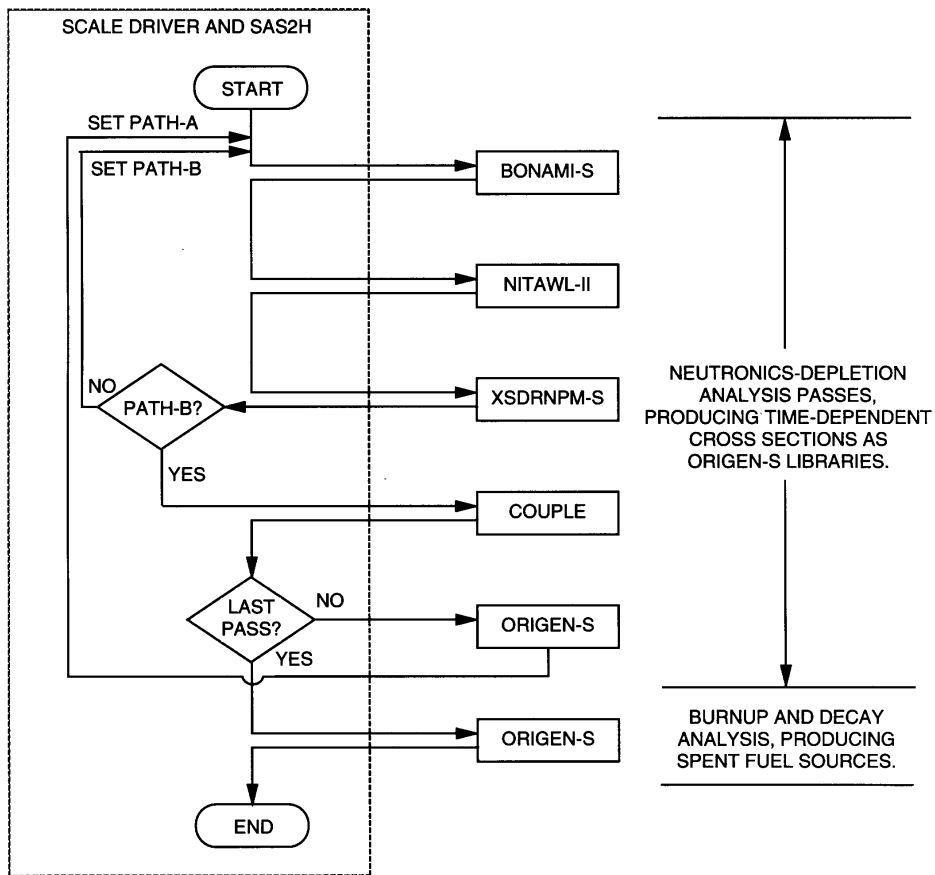 SCALE DRIVER AND SAS2H
START
SET PATH-A
SET PATH-B
BONAMI-S
NITAWL-II
NO
PATH-B?
XSDRNPM-S
YES
COUPLE
LAST
PASS?
NO
ORIGEN-S
YES
ORIGEN-S
END
NEUTRONICS-DEPLETION
ANALYSIS PASSES,
PRODUCING TIME-DEPENDENT
CROSS SECTIONS AS
ORIGEN-S LIBRARIES.
BURNUP AND DECAY
ANALYSIS, PRODUCING
SPENT FUEL SOURCES.